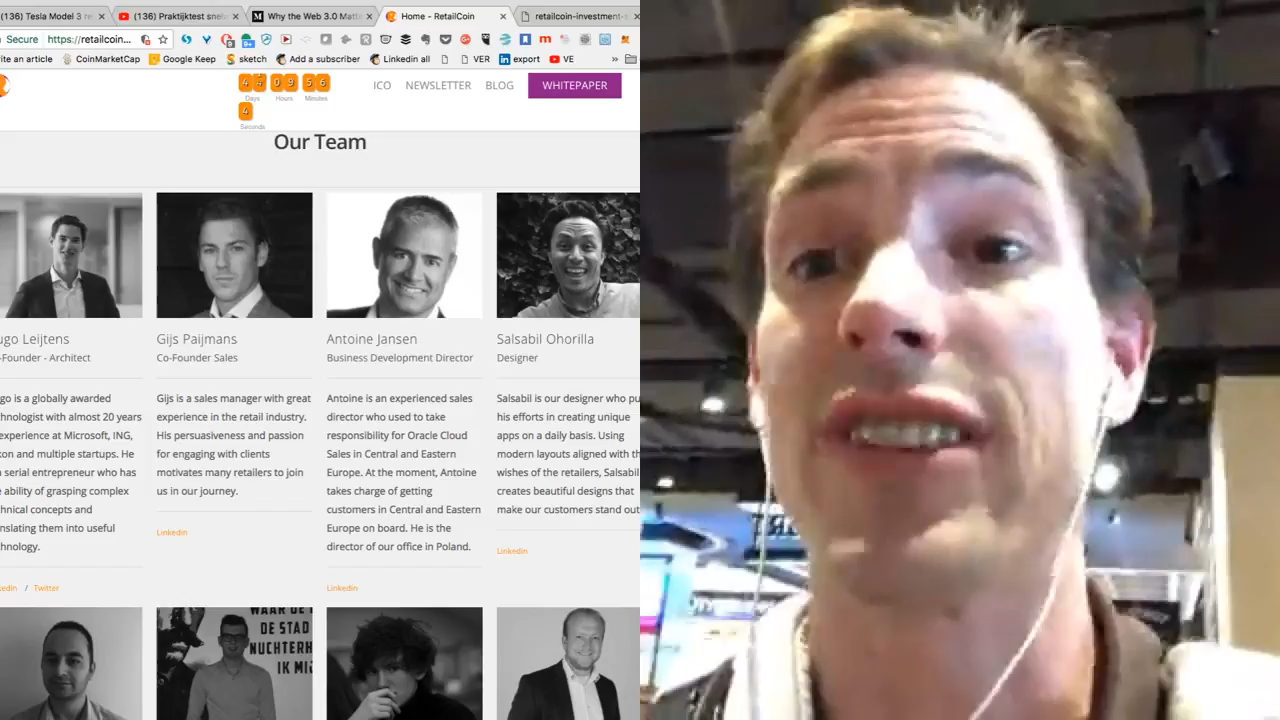 (136) Tesla Model 3 re
(136) Praktijktest snel
Why the Web 3.0 Matt
Home - RetailCoin
retailcoin-investment-s
Secure
https://retailcoin...
ite an article
CoinMarketCap
Google Keep
sketch
Add a subscriber
Linkedin all
VER
export
VE
4 4
0 9
5 6
Days
Hours
Minutes
4
Seconds
ICO
NEWSLETTER
BLOG
WHITEPAPER
Our Team
ugo Leijtens
-Founder - Architect
go is a globally awarded
hnologist with almost 20 years
experience at Microsoft, ING,
kon and multiple startups. He
a serial entrepreneur who has
e ability of grasping complex
chnical concepts and
nslating them into useful
hnology.
edin / Twitter
Gijs Paijmans
Co-Founder Sales
Gijs is a sales manager with great
experience in the retail industry.
His persuasiveness and passion
for engaging with clients
motivates many retailers to join
us in our journey.
Linkedin
Antoine Jansen
Business Development Director
Antoine is an experienced sales
director who used to take
responsibility for Oracle Cloud
Sales in Central and Eastern
Europe. At the moment, Antoine
takes charge of getting
customers in Central and Eastern
Europe on board. He is the
director of our office in Poland.
Linkedin
Salsabil Ohorilla
Designer
Salsabil is our designer who pu
his efforts in creating unique
apps on a daily basis. Using
modern layouts aligned with th
wishes of the retailers, Salsabil
creates beautiful designs that
make our customers stand out
Linkedin
WAAR DE
DE STAD
NUCHTERH
IK MIJ